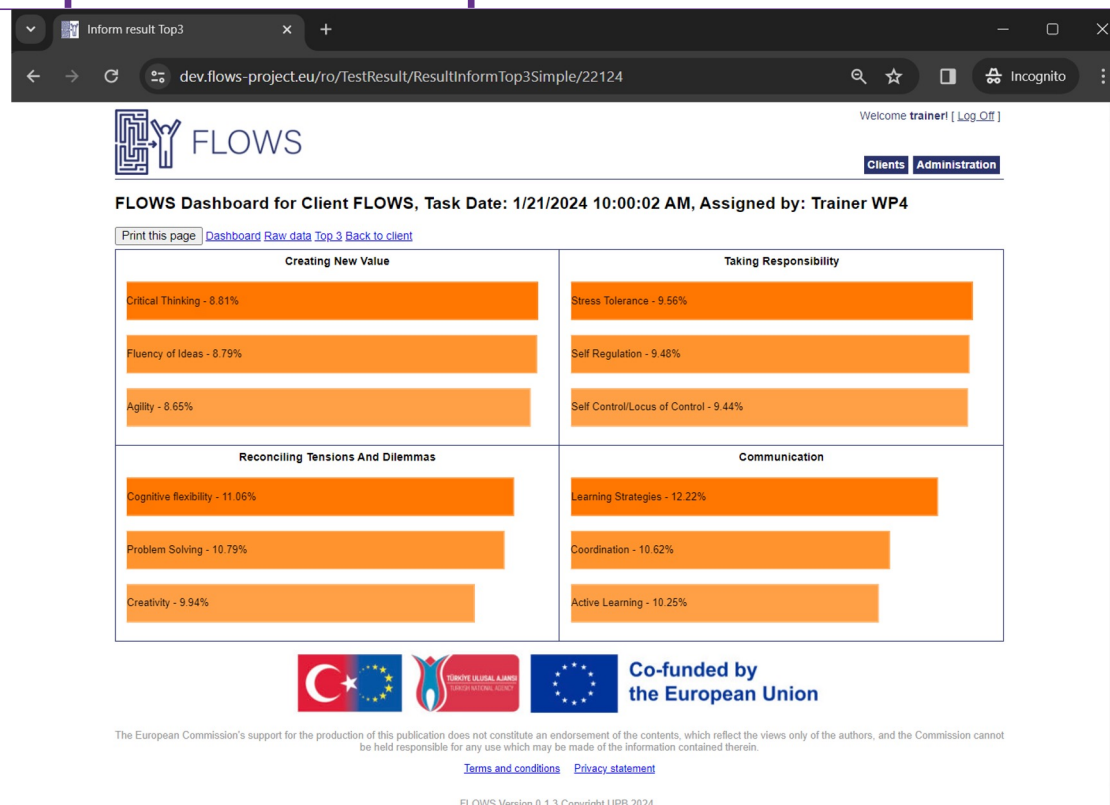 Inform result Top3
dev.flows-project.eu/ro/TestResult/ResultInformTop3Simple/22124
Incognito
Welcome trainer! [ Log Off ]
FLOWS
Clients Administration
FLOWS Dashboard for Client FLOWS, Task Date: 1/21/2024 10:00:02 AM, Assigned by: Trainer WP4
Print this page Dashboard Raw data Top 3 Back to client
Creating New Value
Critical Thinking - 8.81%
Fluency of Ideas - 8.79%
Agility - 8.65%
Taking Responsibility
Stress Tolerance - 9.56%
Self Regulation - 9.48%
Self Control/Locus of Control - 9.44%
Reconciling Tensions And Dilemmas
Cognitive flexibility - 11.06%
Problem Solving - 10.79%
Creativity - 9.94%
Communication
Learning Strategies - 12.22%
Coordination - 10.62%
Active Learning - 10.25%
TÜRKİYE ULUSAL AJANSI
TURKISH NATIONAL AGENCY
Co-funded by
the European Union
The European Commission's support for the production of this publication does not constitute an endorsement of the contents, which reflect the views only of the authors, and the Commission cannot
be held responsible for any use which may be made of the information contained therein.
Terms and conditions Privacy statement
FLOWS Version 0.1.3 Copyright UPB 2024